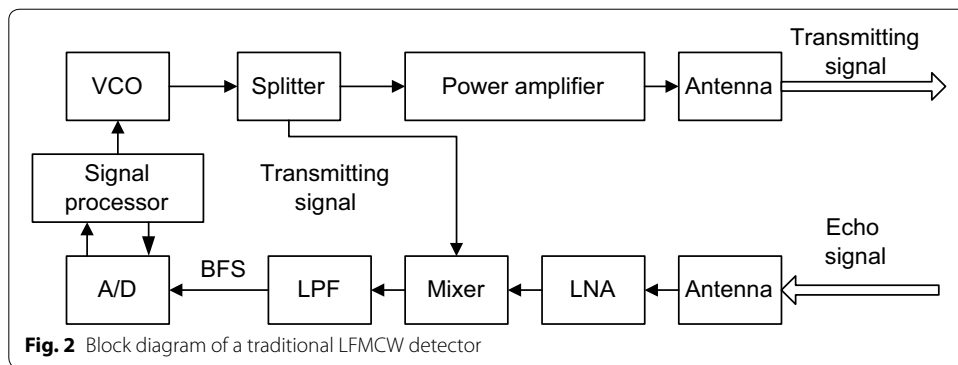 Transmitting
signal
VCO
Splitter
Power amplifier
Antenna
Signal
processor
Transmitting
signal
Echo
signal
A/D
BFS
LPF
Mixer
LNA
Antenna
Fig. 2 Block diagram of a traditional LFMCW detector